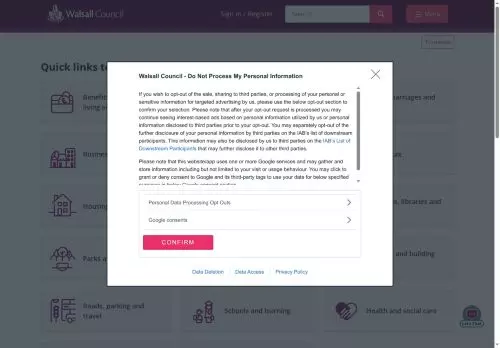 Walsall Council
Sign in / Register
Menu
Quick links to
Walsall Council - Do Not Process My Personal Information
If you wish to opt-out of the sale, sharing to third parties, or processing of your personal or
sensitive information for targeted advertising by us, please use the below opt-out section to
confirm your selection. Please note that after your opt-out request is processed you may
continue seeing interest-based ads based on personal information utilized by us or personal
information disclosed to third parties prior to your opt-out. You may separately opt-out of the
further disclosure of your personal information by third parties on the IAB's list of downstream
participants. This information may also be disclosed by us to third parties on the IAB's List of
Downstream Participants that may further disclose it to other third parties.
Please note that this website/app uses one or more Google services and may gather and
store information including but not limited to your visit or usage behaviour. You may click to
grant or deny consent to Google and its third-party tags to use your data for below specified
Personal Data Processing Opt Outs
Google consents
CONFIRM
Data Deletion
Data Access
Privacy Policy
Benefits
living
marriages and
Housing
, libraries and
Parks
and building
Roads, parking and
travel
Schools and learning
Health and social care
Let's Chat